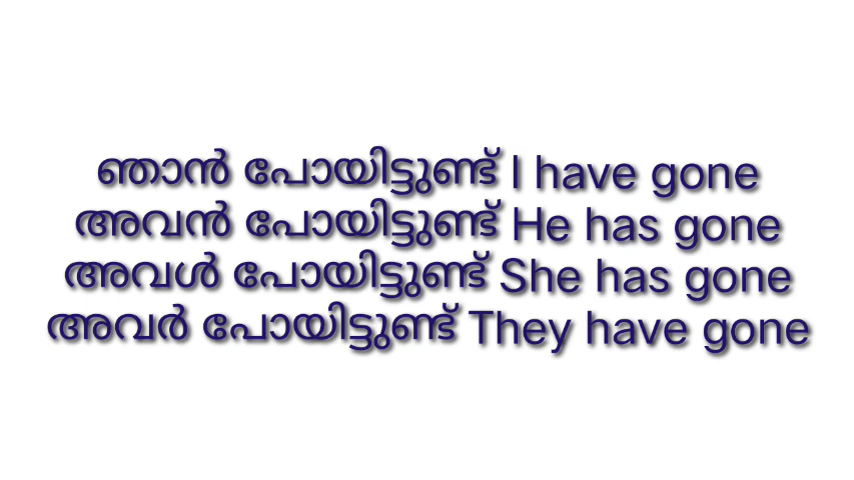 ഞാൻ പോയിട്ടുണ്ട് I have gone
അവൻ പോയിട്ടുണ്ട് He has gone
അവൾ പോയിട്ടുണ്ട് She has gone
അവർ പോയിട്ടുണ്ട് They have gone